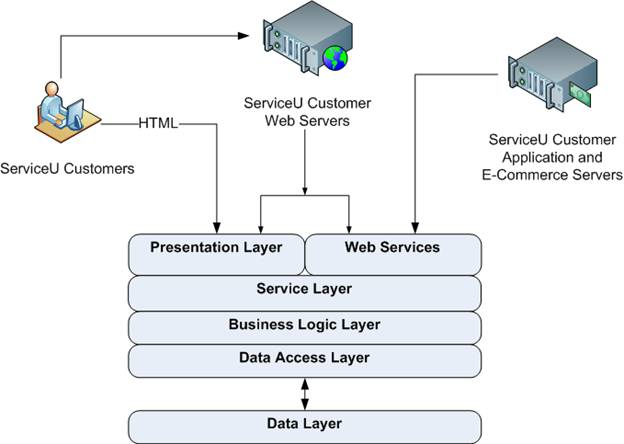 ServiceU Customer
Web Servers
HTML
ServiceU Customers
ServiceU Customer
Application and
E-Commerce Servers
Presentation Layer
Web Services
Service Layer
Business Logic Layer
Data Access Layer
Data Layer